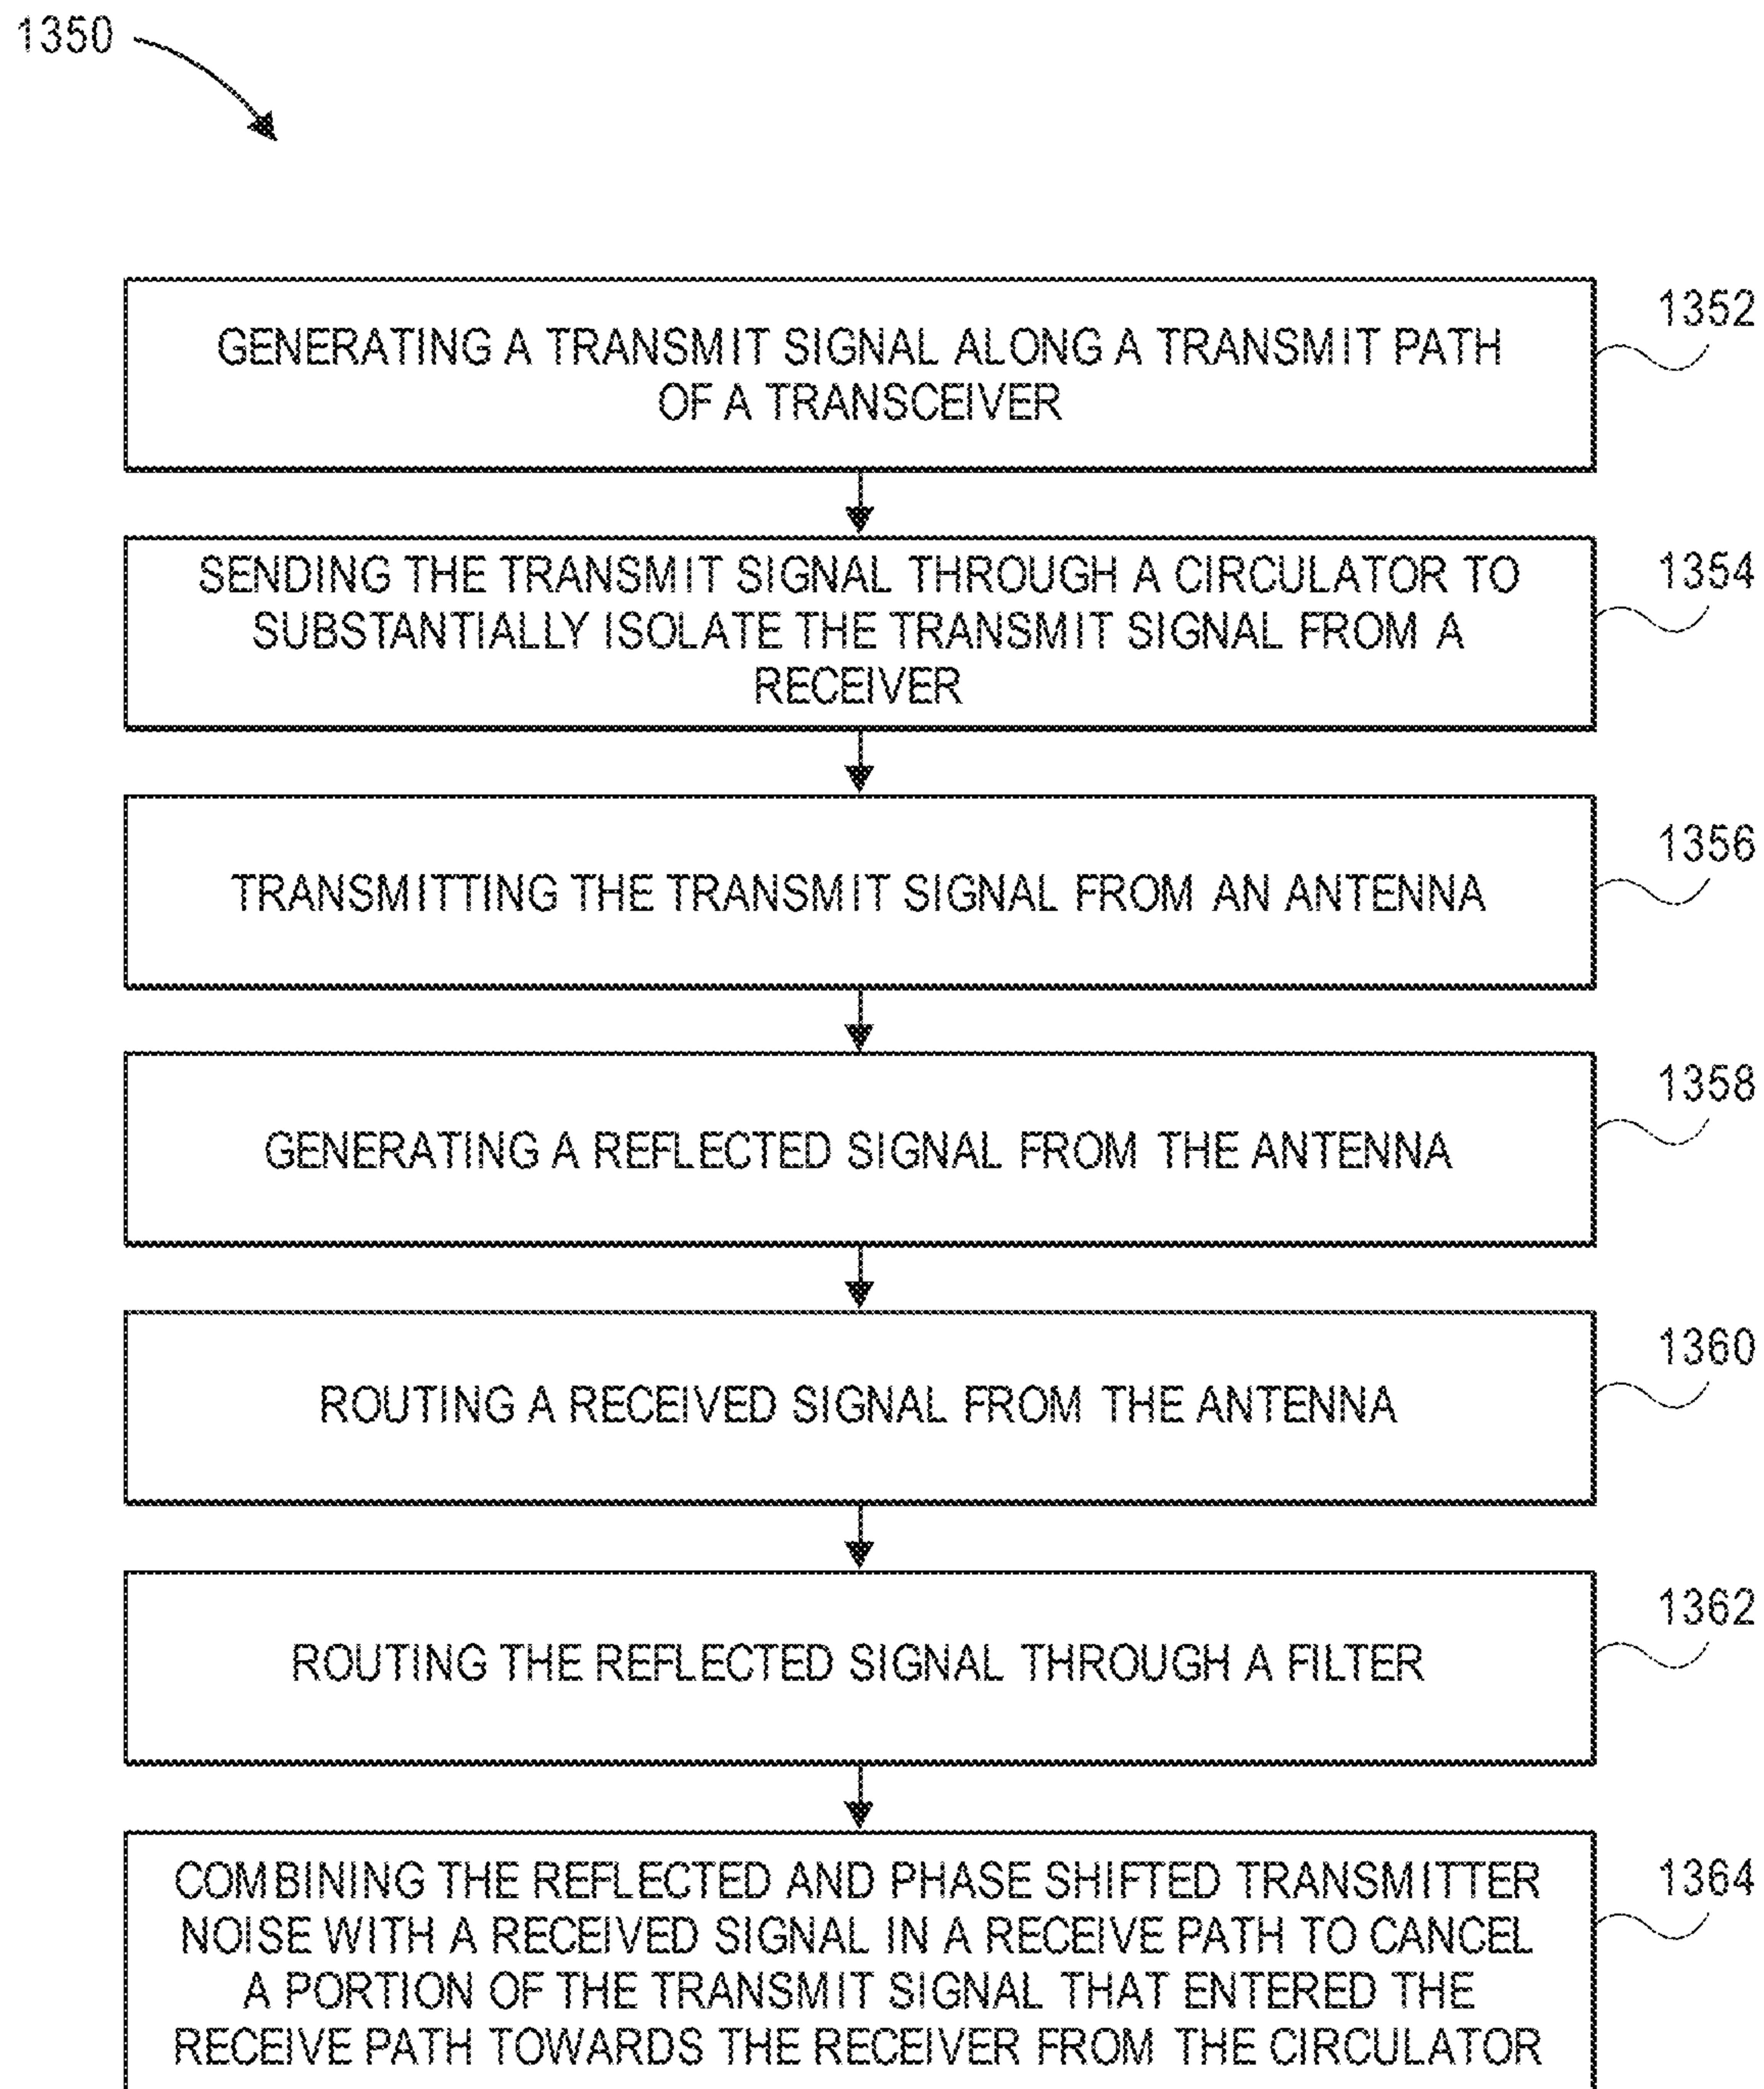 1350
GENERATING A TRANSMIT SIGNAL ALONG A TRANSMIT PATH
OF A TRANSCEIVER
1352
SENDING THE TRANSMIT SIGNAL THROUGH A CIRCULATOR TO
SUBSTANTIALLY ISOLATE THE TRANSMIT SIGNAL FROM A
RECEIVER
1354
TRANSMITTING THE TRANSMIT SIGNAL FROM AN ANTENNA
1356
GENERATING A REFLECTED SIGNAL FROM THE ANTENNA
1358
ROUTING A RECEIVED SIGNAL FROM THE ANTENNA
1360
ROUTING THE REFLECTED SIGNAL THROUGH A FILTER
1362
COMBINING THE REFLECTED AND PHASE SHIFTED TRANSMITTER
NOISE WITH A RECEIVED SIGNAL IN A RECEIVE PATH TO CANCEL
A PORTION OF THE TRANSMIT SIGNAL THAT ENTERED THE
RECEIVE PATH TOWARDS THE RECEIVER FROM THE CIRCULATOR
1364